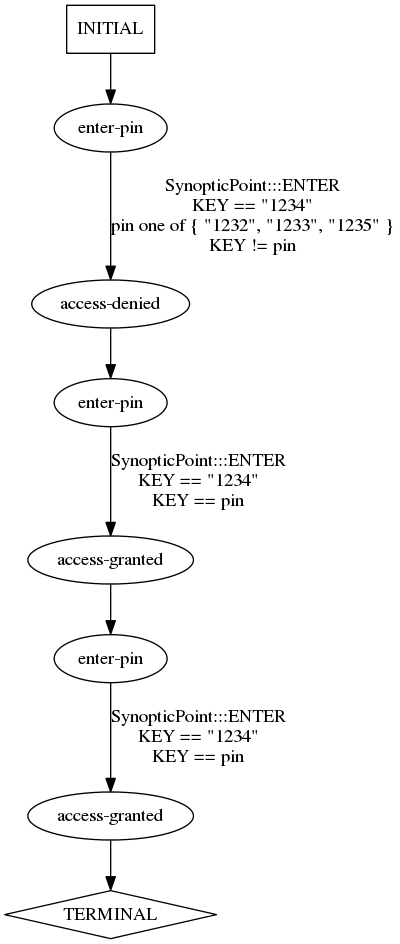 INITIAL
enter-pin
SynopticPoint:::ENTER
KEY == "1234"
pin one of { "1232", "1233", "1235" }
KEY != pin
access-denied
enter-pin
SynopticPoint:::ENTER
KEY == "1234"
KEY == pin
access-granted
enter-pin
SynopticPoint:::ENTER
KEY == "1234"
KEY == pin
access-granted
TERMINAL